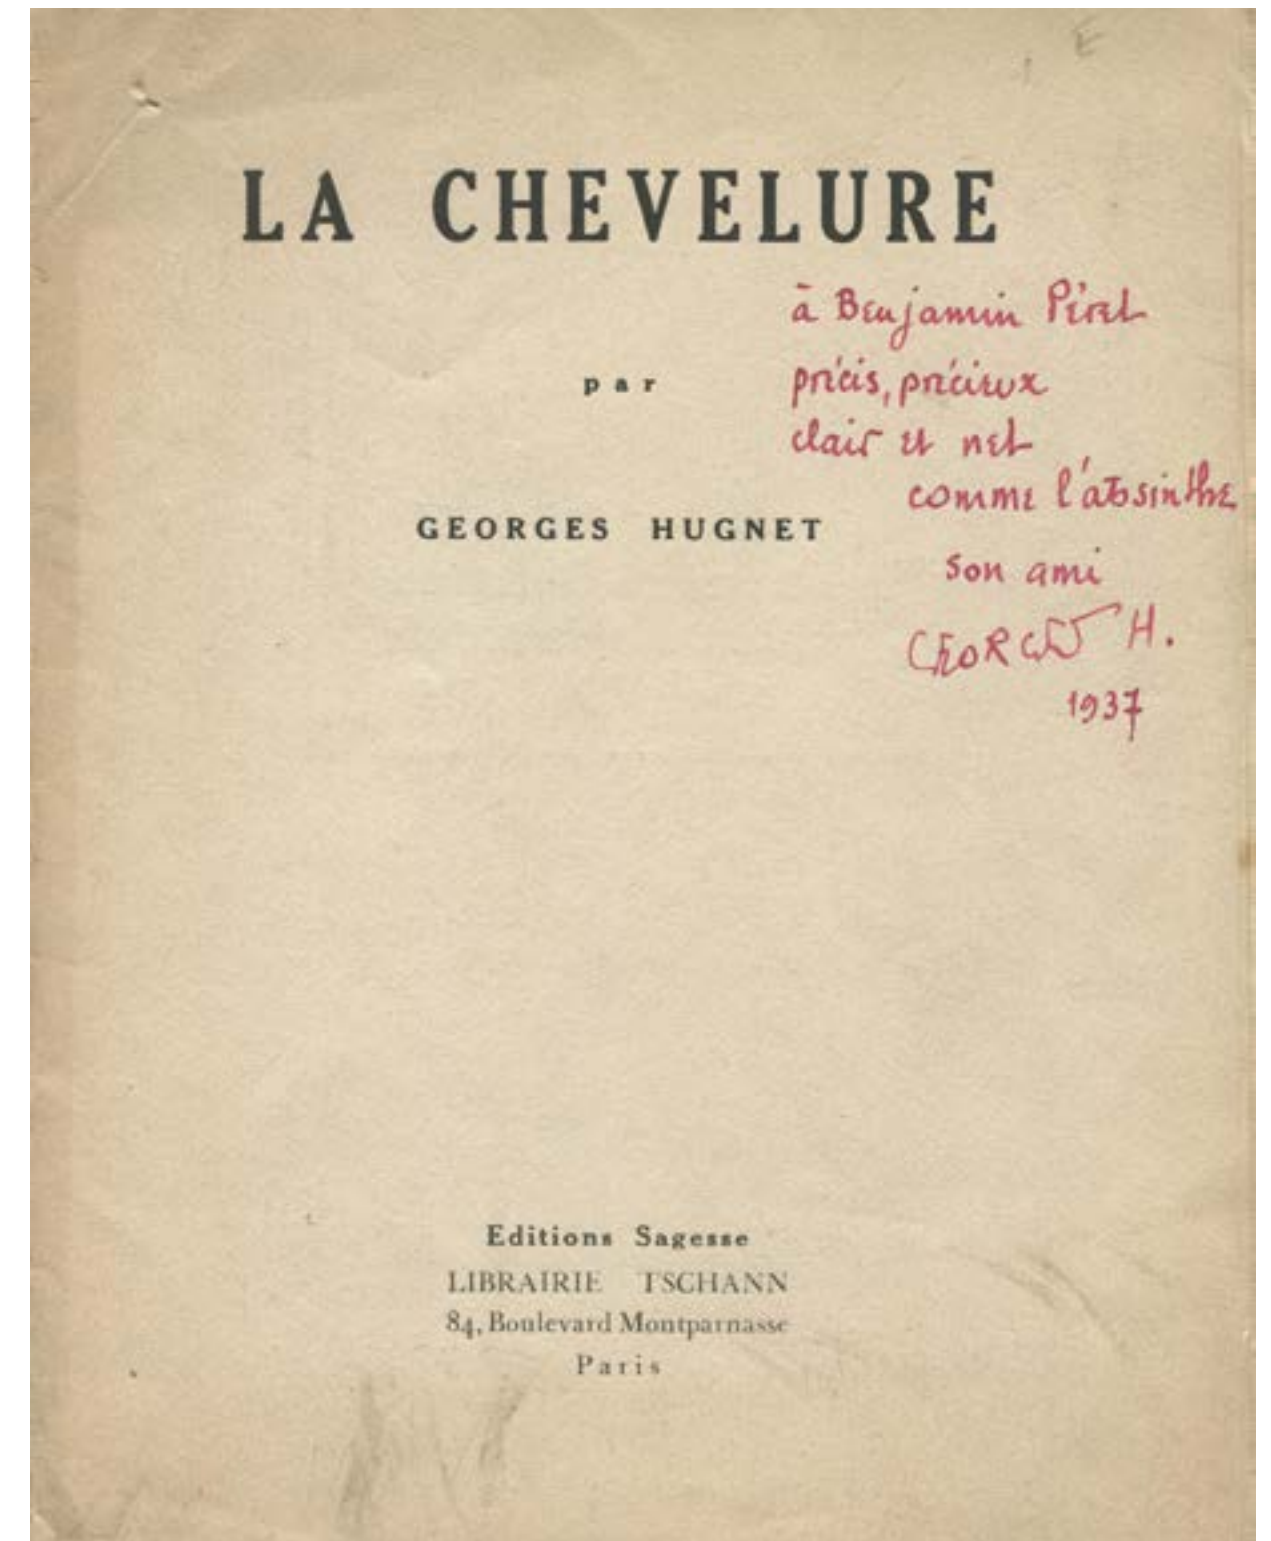 E
LA CHEVELURE
à Benjamin Péret
par
précis, précieux
clair et net
comme l'absinthe
GEORGES HUGNET
son ami
GEORGES H.
1937
Editions Sagesse
LIBRAIRIE TSCHANN
84, Boulevard Montparnasse
Paris